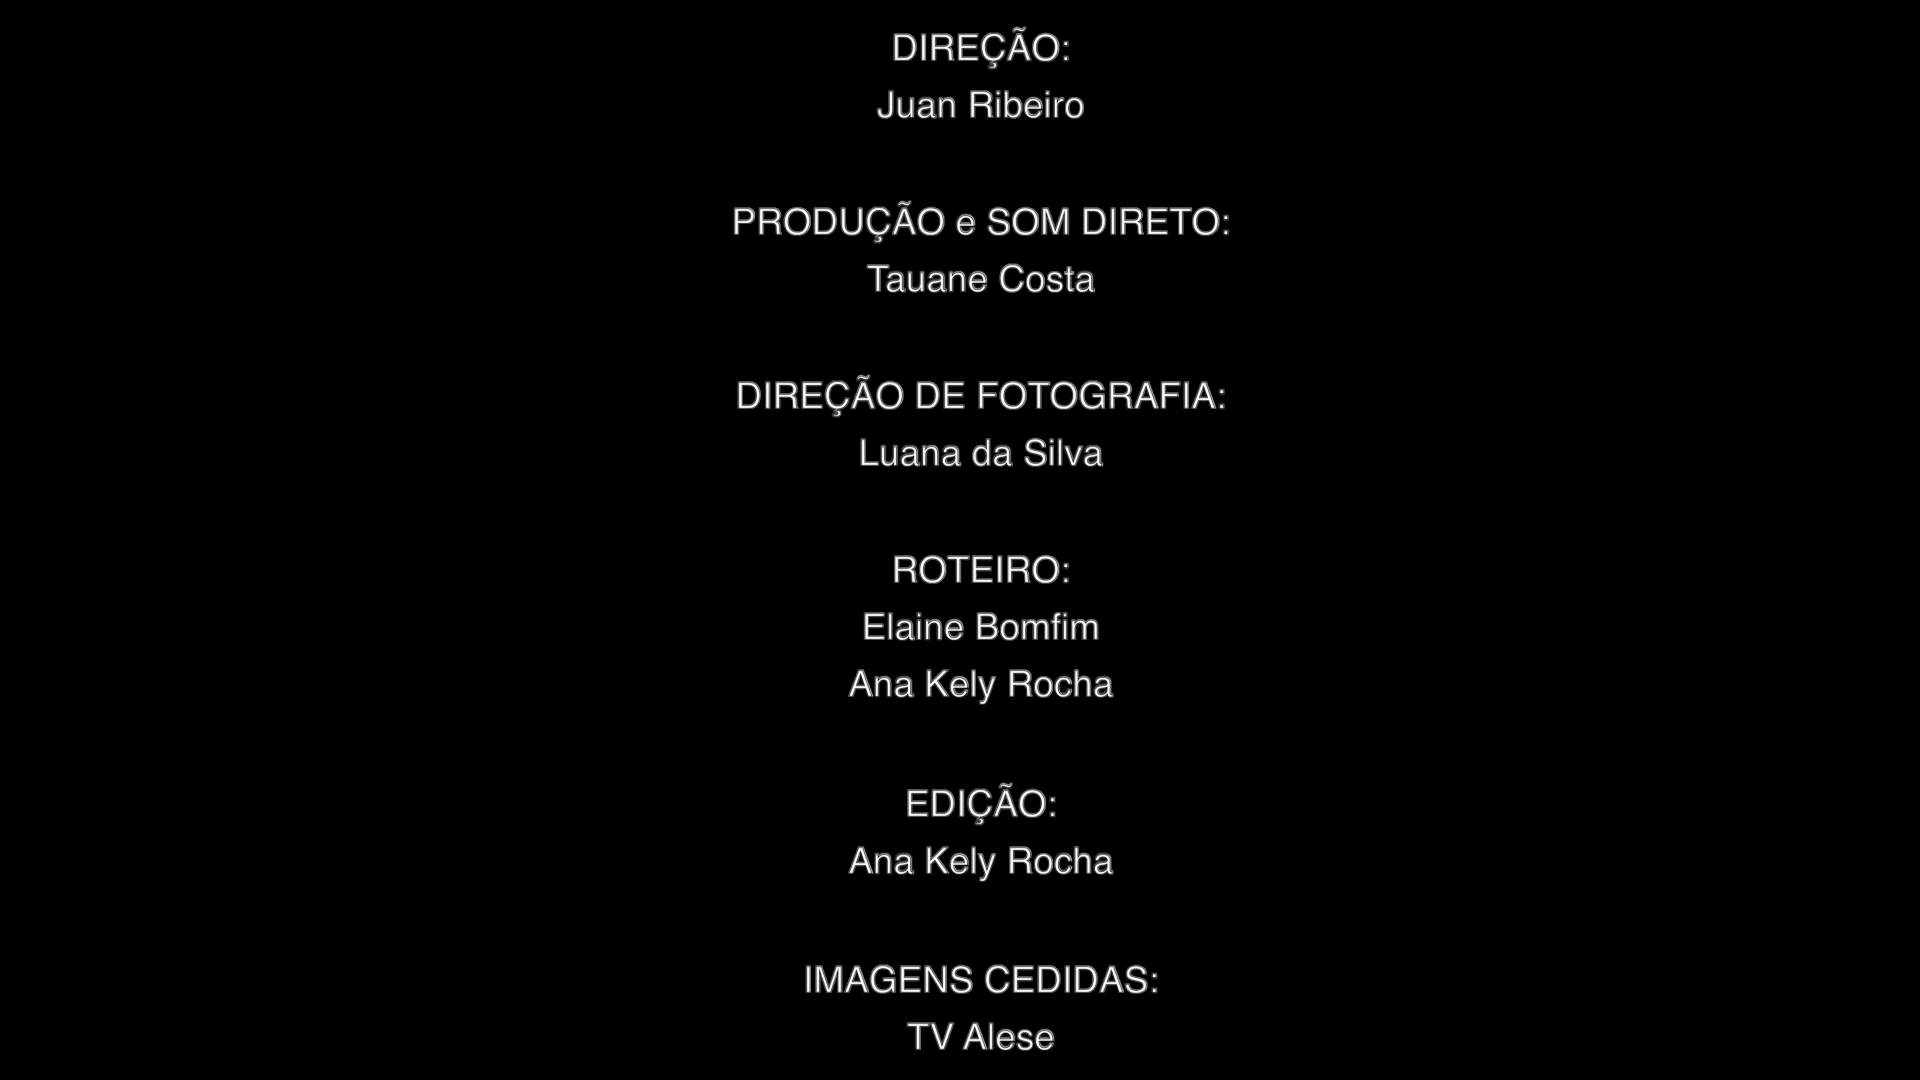 DIREÇÃO:
Juan Ribeiro
PRODUÇÃO e SOM DIRETO:
Tauane Costa
DIREÇÃO DE FOTOGRAFIA:
Luana da Silva
ROTEIRO:
Elaine Bomfim
Ana Kely Rocha
EDIÇÃO:
Ana Kely Rocha
IMAGENS CEDIDAS:
TV Alese